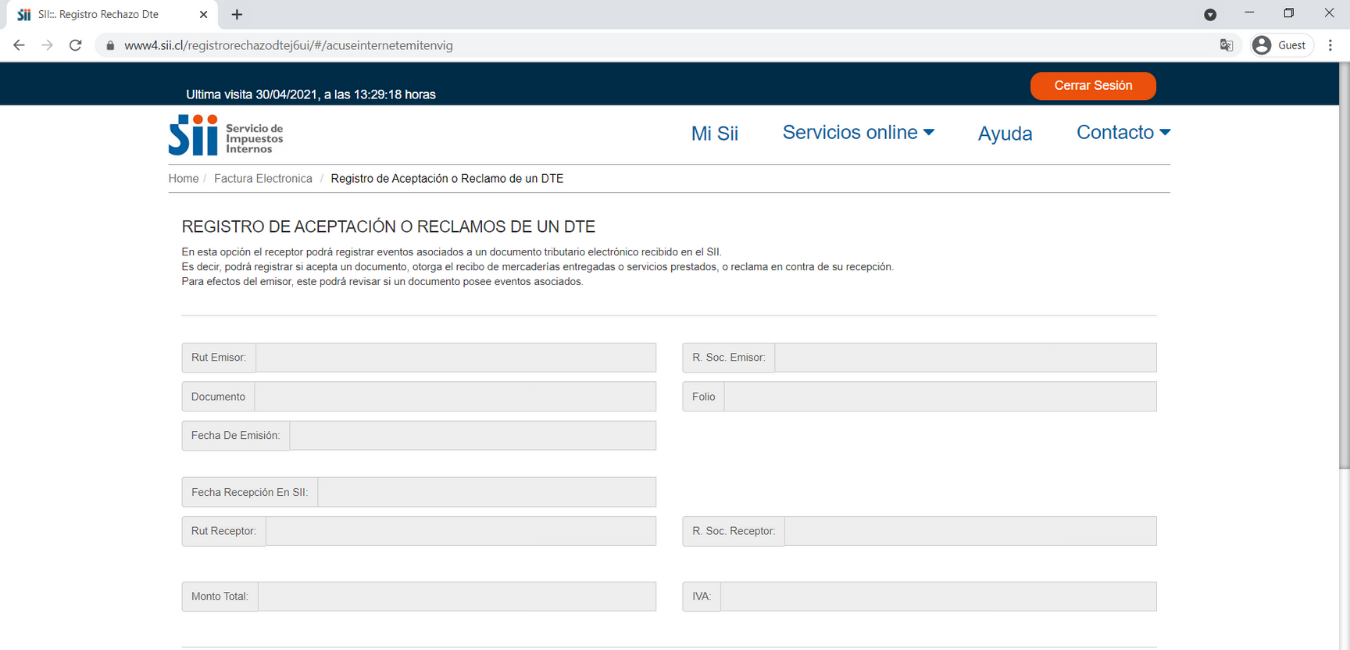 SII::. Registro Rechazo Dte
www4.sii.cl/registrorechazodtej6ui/#/acuseinternetemitenvig
Guest
Ultima visita 30/04/2021, a las 13:29:18 horas
Cerrar Sesión
Sii Servicio de
Impuestos
Internos
Mi Sii
Servicios online
Ayuda
Contacto
Home / Factura Electronica / Registro de Aceptación o Reclamo de un DTE
REGISTRO DE ACEPTACIÓN O RECLAMOS DE UN DTE
En esta opción el receptor podrá registrar eventos asociados a un documento tributario electrónico recibido en el SII.
Es decir, podrá registrar si acepta un documento, otorga el recibo de mercaderías entregadas o servicios prestados, o reclama en contra de su recepción.
Para efectos del emisor, este podrá revisar si un documento posee eventos asociados.
Rut Emisor:
R. Soc. Emisor:
Documento
Folio
Fecha De Emisión:
Fecha Recepción En SII:
Rut Receptor:
R. Soc. Receptor:
Monto Total:
IVA: